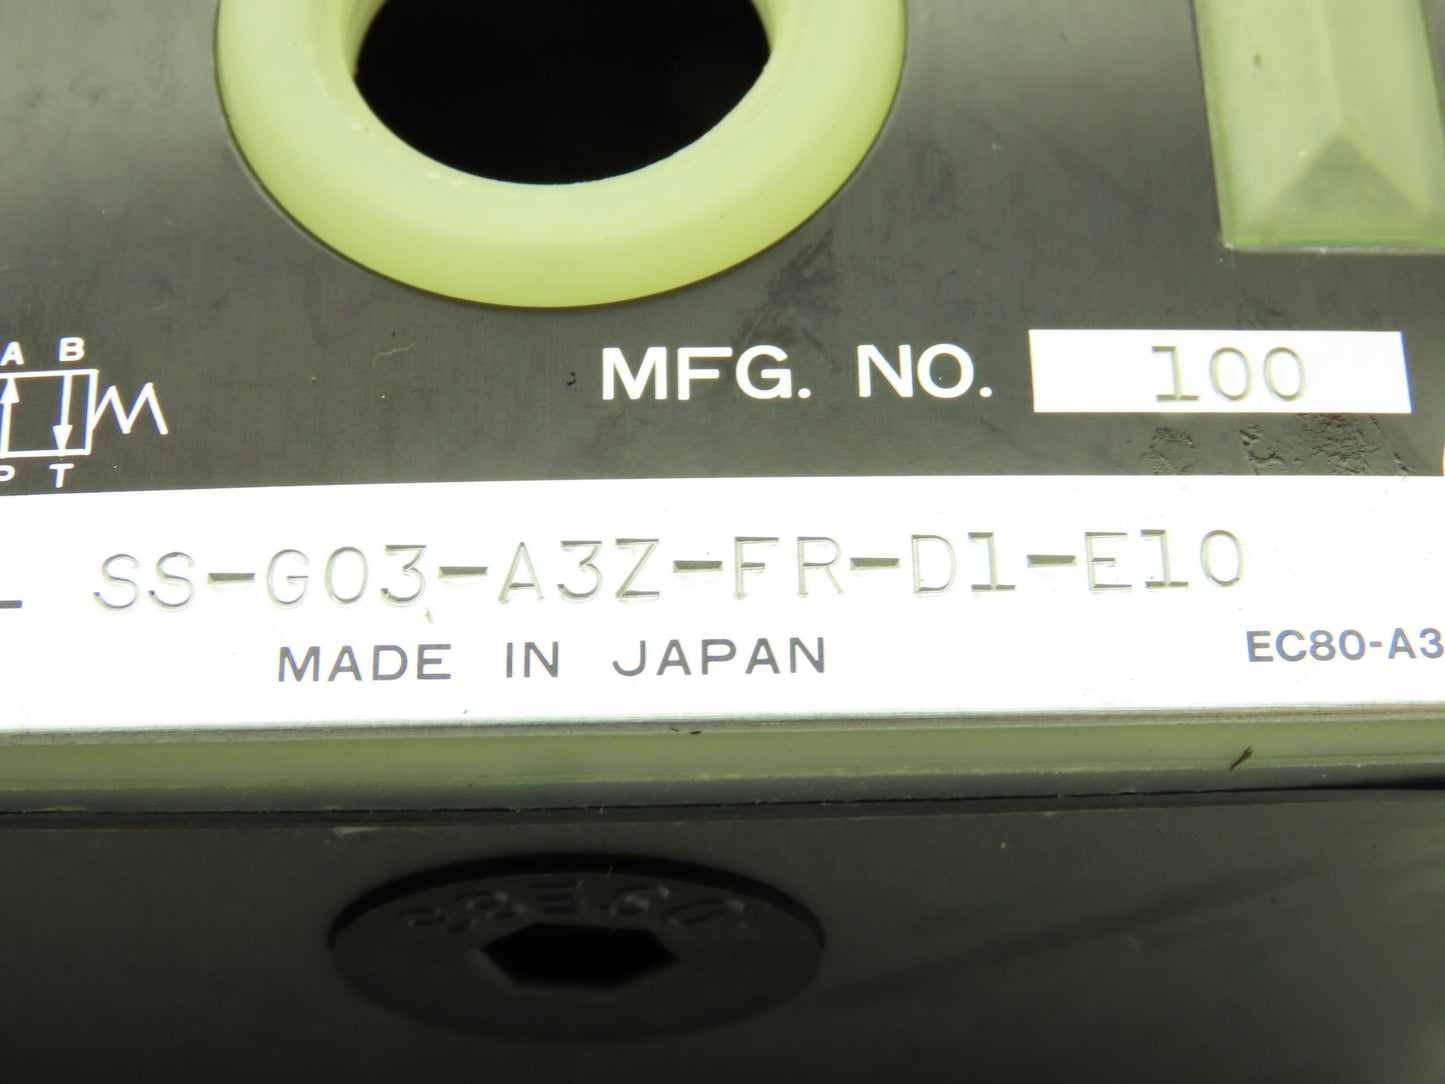 A B
P T
MFG. NO. 100
SS-G03-A3Z-FR-D1-E10
MADE IN JAPAN
EC80-A3